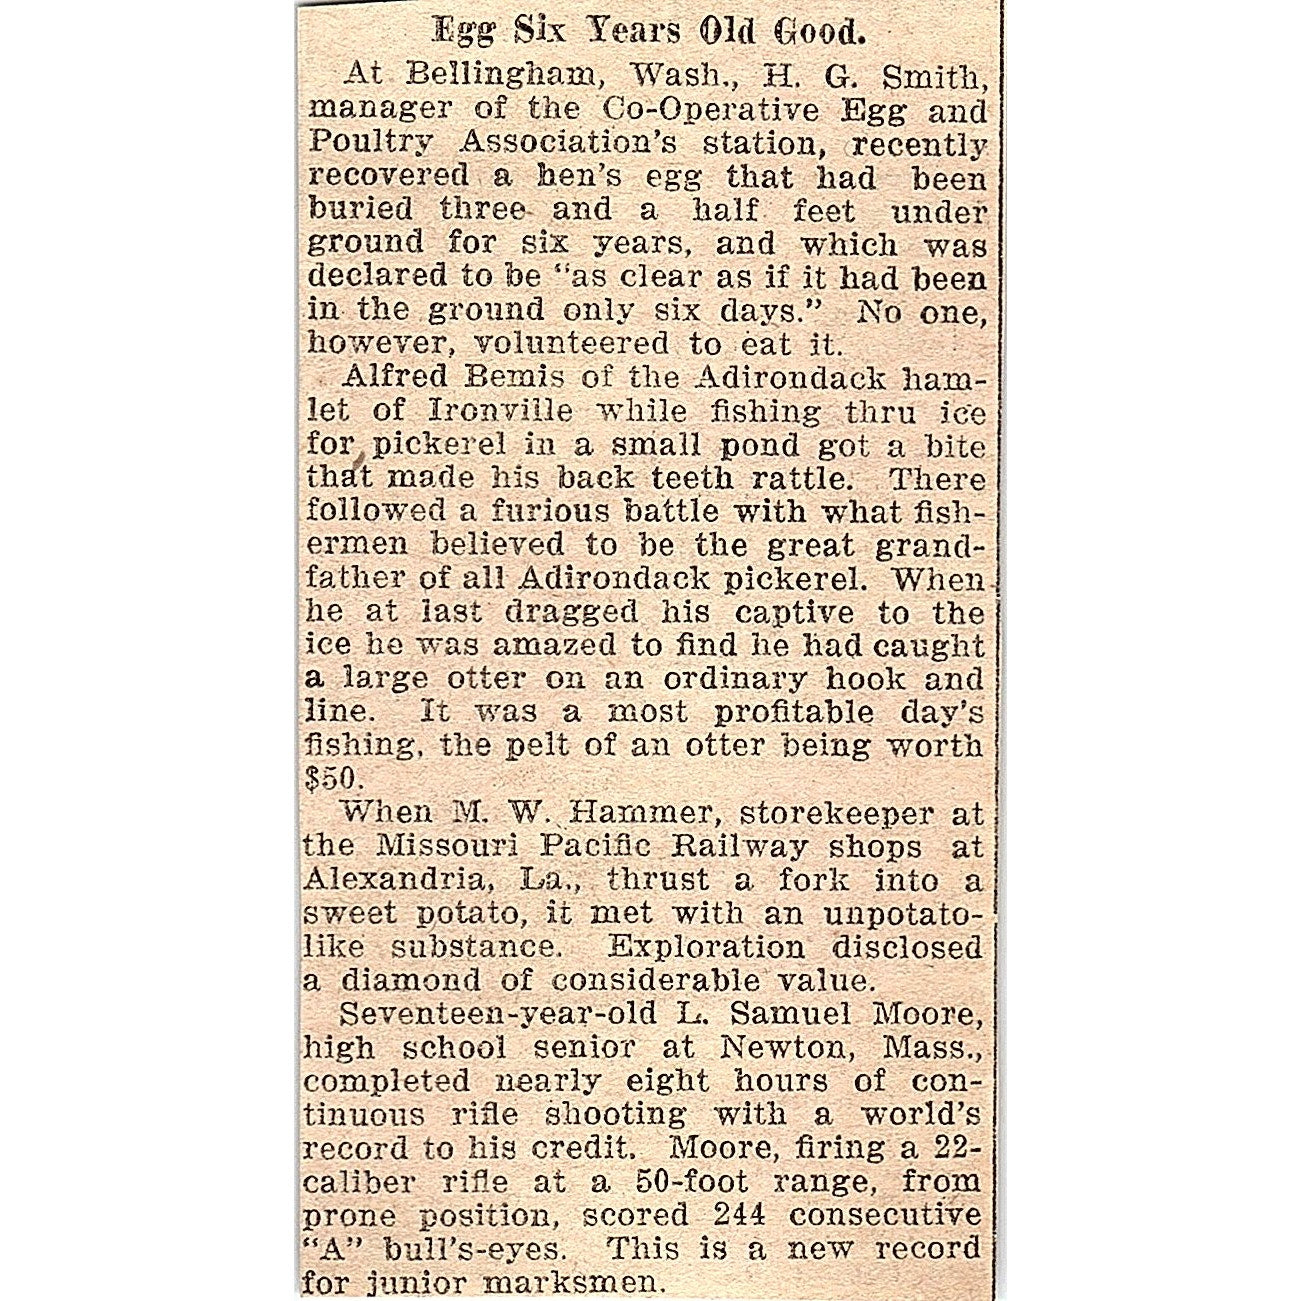 Egg Six Years Old Good.
At Bellingham, Wash., H. G. Smith,
manager of the Co-Operative Egg and
Poultry Association's station, recently
recovered a hen's egg that had been
buried three and a half feet under
ground for six years, and which was
declared to be "as clear as if it had been
in the ground only six days." No one,
however, volunteered to eat it.
Alfred Bemis of the Adirondack ham-
let of Ironville while fishing thru ice
for pickerel in a small pond got a bite
that made his back teeth rattle. There
followed a furious battle with what fish-
ermen believed to be the great grand-
father of all Adirondack pickerel. When
he at last dragged his captive to the
ice he was amazed to find he had caught
a large otter on an ordinary hook and
line. It was a most profitable day's
fishing, the pelt of an otter being worth
$50.
When M. W. Hammer, storekeeper at
the Missouri Pacific Railway shops at
Alexandria, La., thrust a fork into a
sweet potato, it met with an unpotato-
like substance. Exploration disclosed
a diamond of considerable value.
Seventeen-year-old L. Samuel Moore,
high school senior at Newton, Mass.,
completed nearly eight hours of con-
tinuous rifle shooting with a world's
record to his credit. Moore, firing a 22-
caliber rifle at a 50-foot range, from
prone position, scored 244 consecutive
"A" bull's-eyes. This is a new record
for junior marksmen.